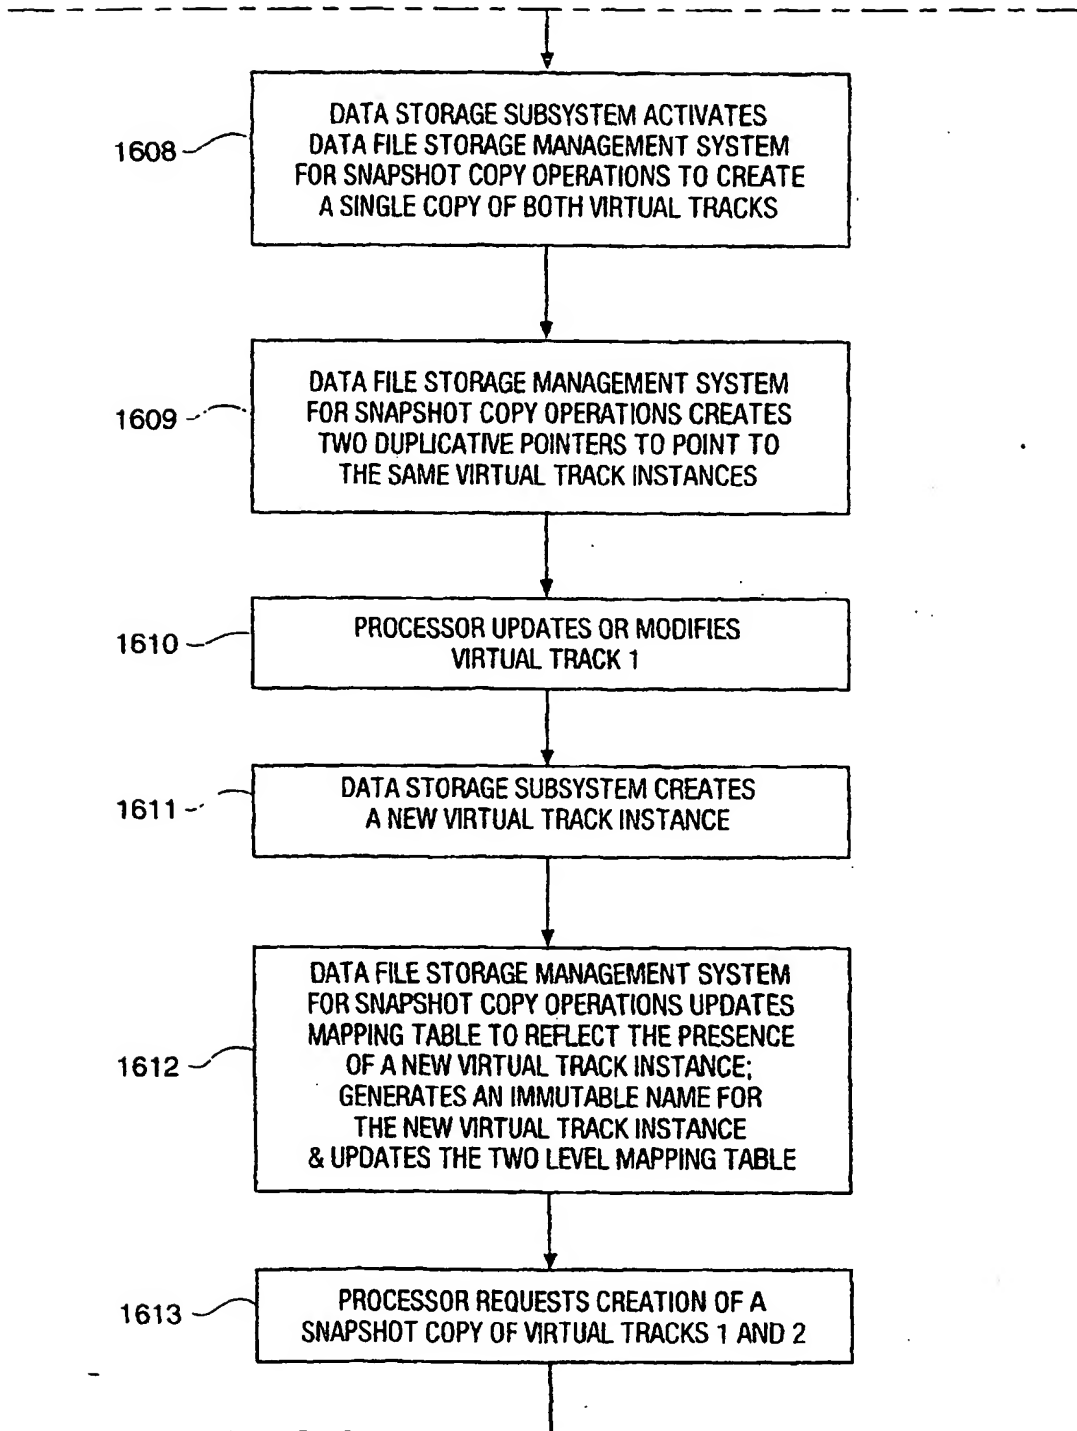 DATA STORAGE SUBSYSTEM ACTIVATES
DATA FILE STORAGE MANAGEMENT SYSTEM
FOR SNAPSHOT COPY OPERATIONS TO CREATE
A SINGLE COPY OF BOTH VIRTUAL TRACKS
1608
DATA FILE STORAGE MANAGEMENT SYSTEM
FOR SNAPSHOT COPY OPERATIONS CREATES
TWO DUPLICATIVE POINTERS TO POINT TO
THE SAME VIRTUAL TRACK INSTANCES
1609
PROCESSOR UPDATES OR MODIFIES
VIRTUAL TRACK 1
1610
DATA STORAGE SUBSYSTEM CREATES
A NEW VIRTUAL TRACK INSTANCE
1611
DATA FILE STORAGE MANAGEMENT SYSTEM
FOR SNAPSHOT COPY OPERATIONS UPDATES
MAPPING TABLE TO REFLECT THE PRESENCE
OF A NEW VIRTUAL TRACK INSTANCE;
GENERATES AN IMMUTABLE NAME FOR
THE NEW VIRTUAL TRACK INSTANCE
& UPDATES THE TWO LEVEL MAPPING TABLE
1612
PROCESSOR REQUESTS CREATION OF A
SNAPSHOT COPY OF VIRTUAL TRACKS 1 AND 2
1613